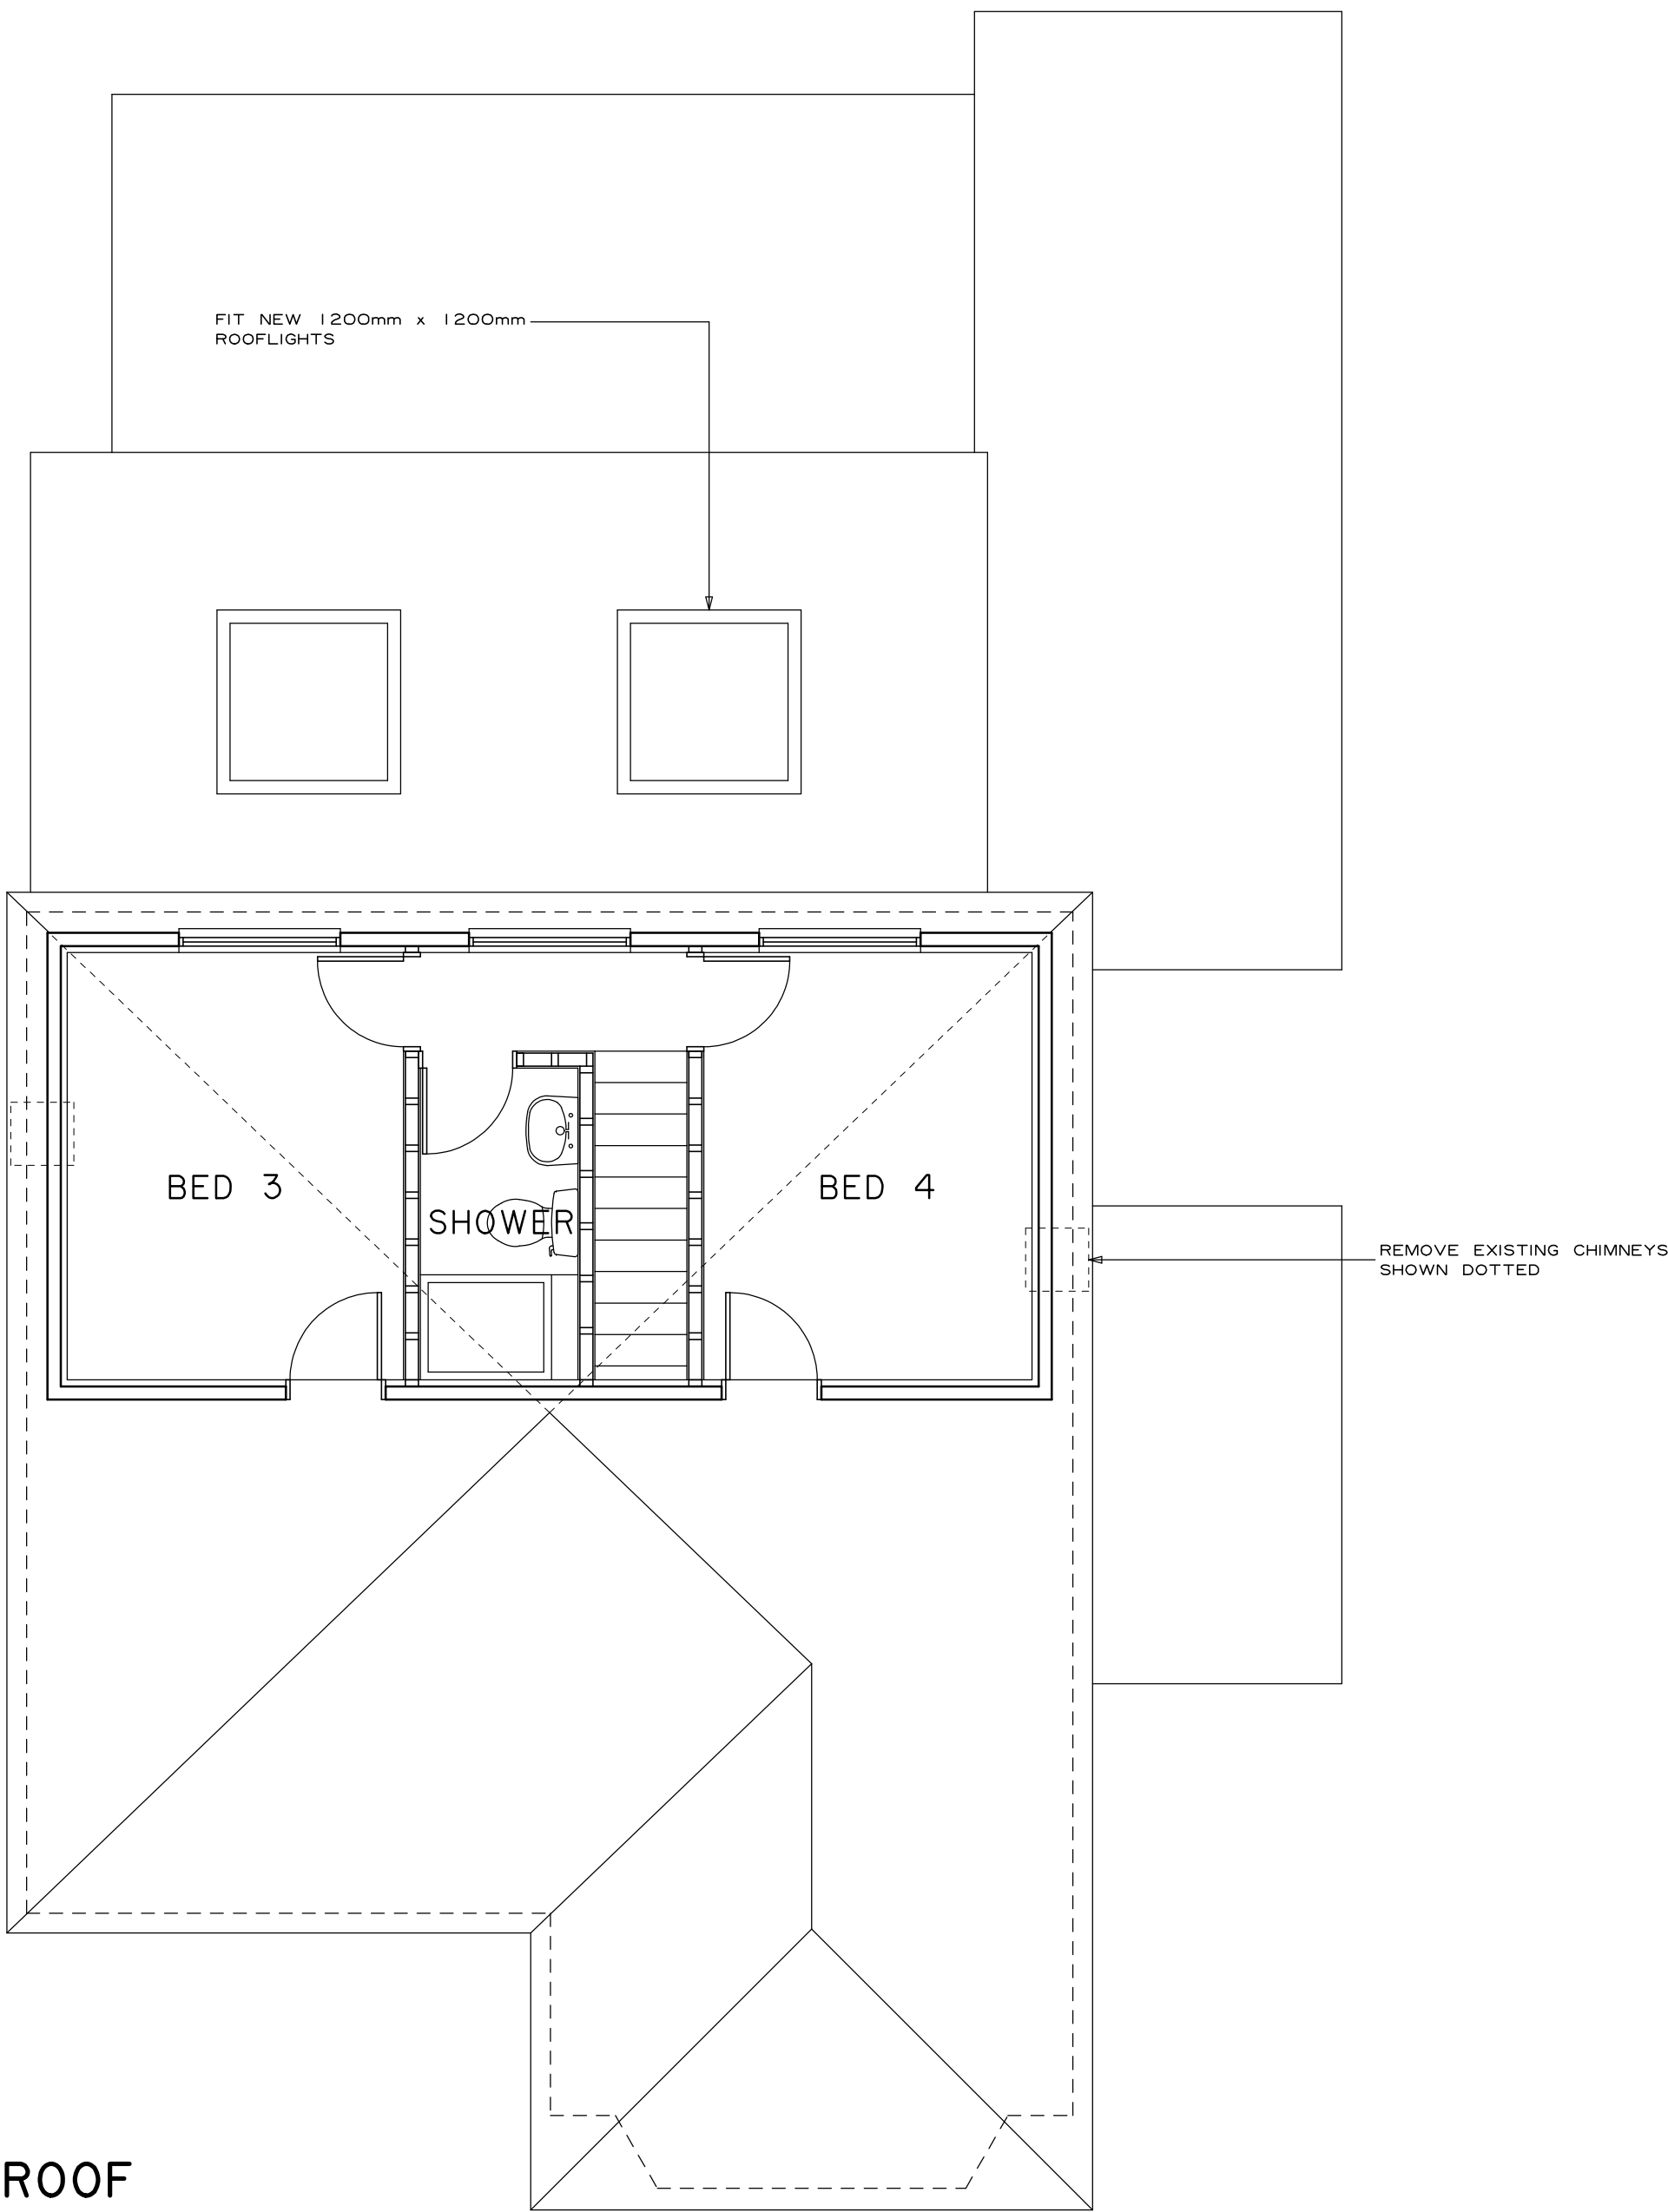 FIT NEW 1200mm x 1200mm
ROOFLIGHTS
BED 3
BED 4
SHOWER
REMOVE EXISTING CHIMNEYS
SHOWN DOTTED
ROOF